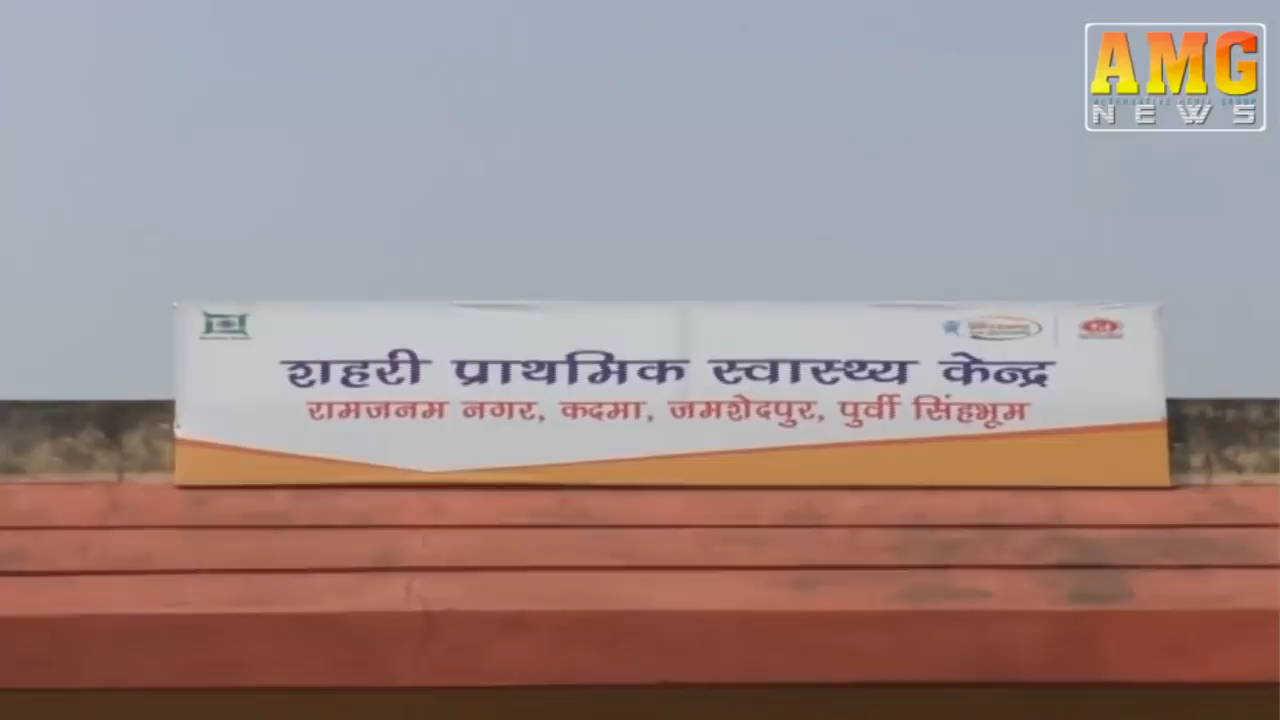 AMG
NEWS
शहरी प्राथमिक स्वास्थ्य केन्द्र
रामजनम नगर, कदमा, जमशेदपुर, पुर्वी सिंहभूम